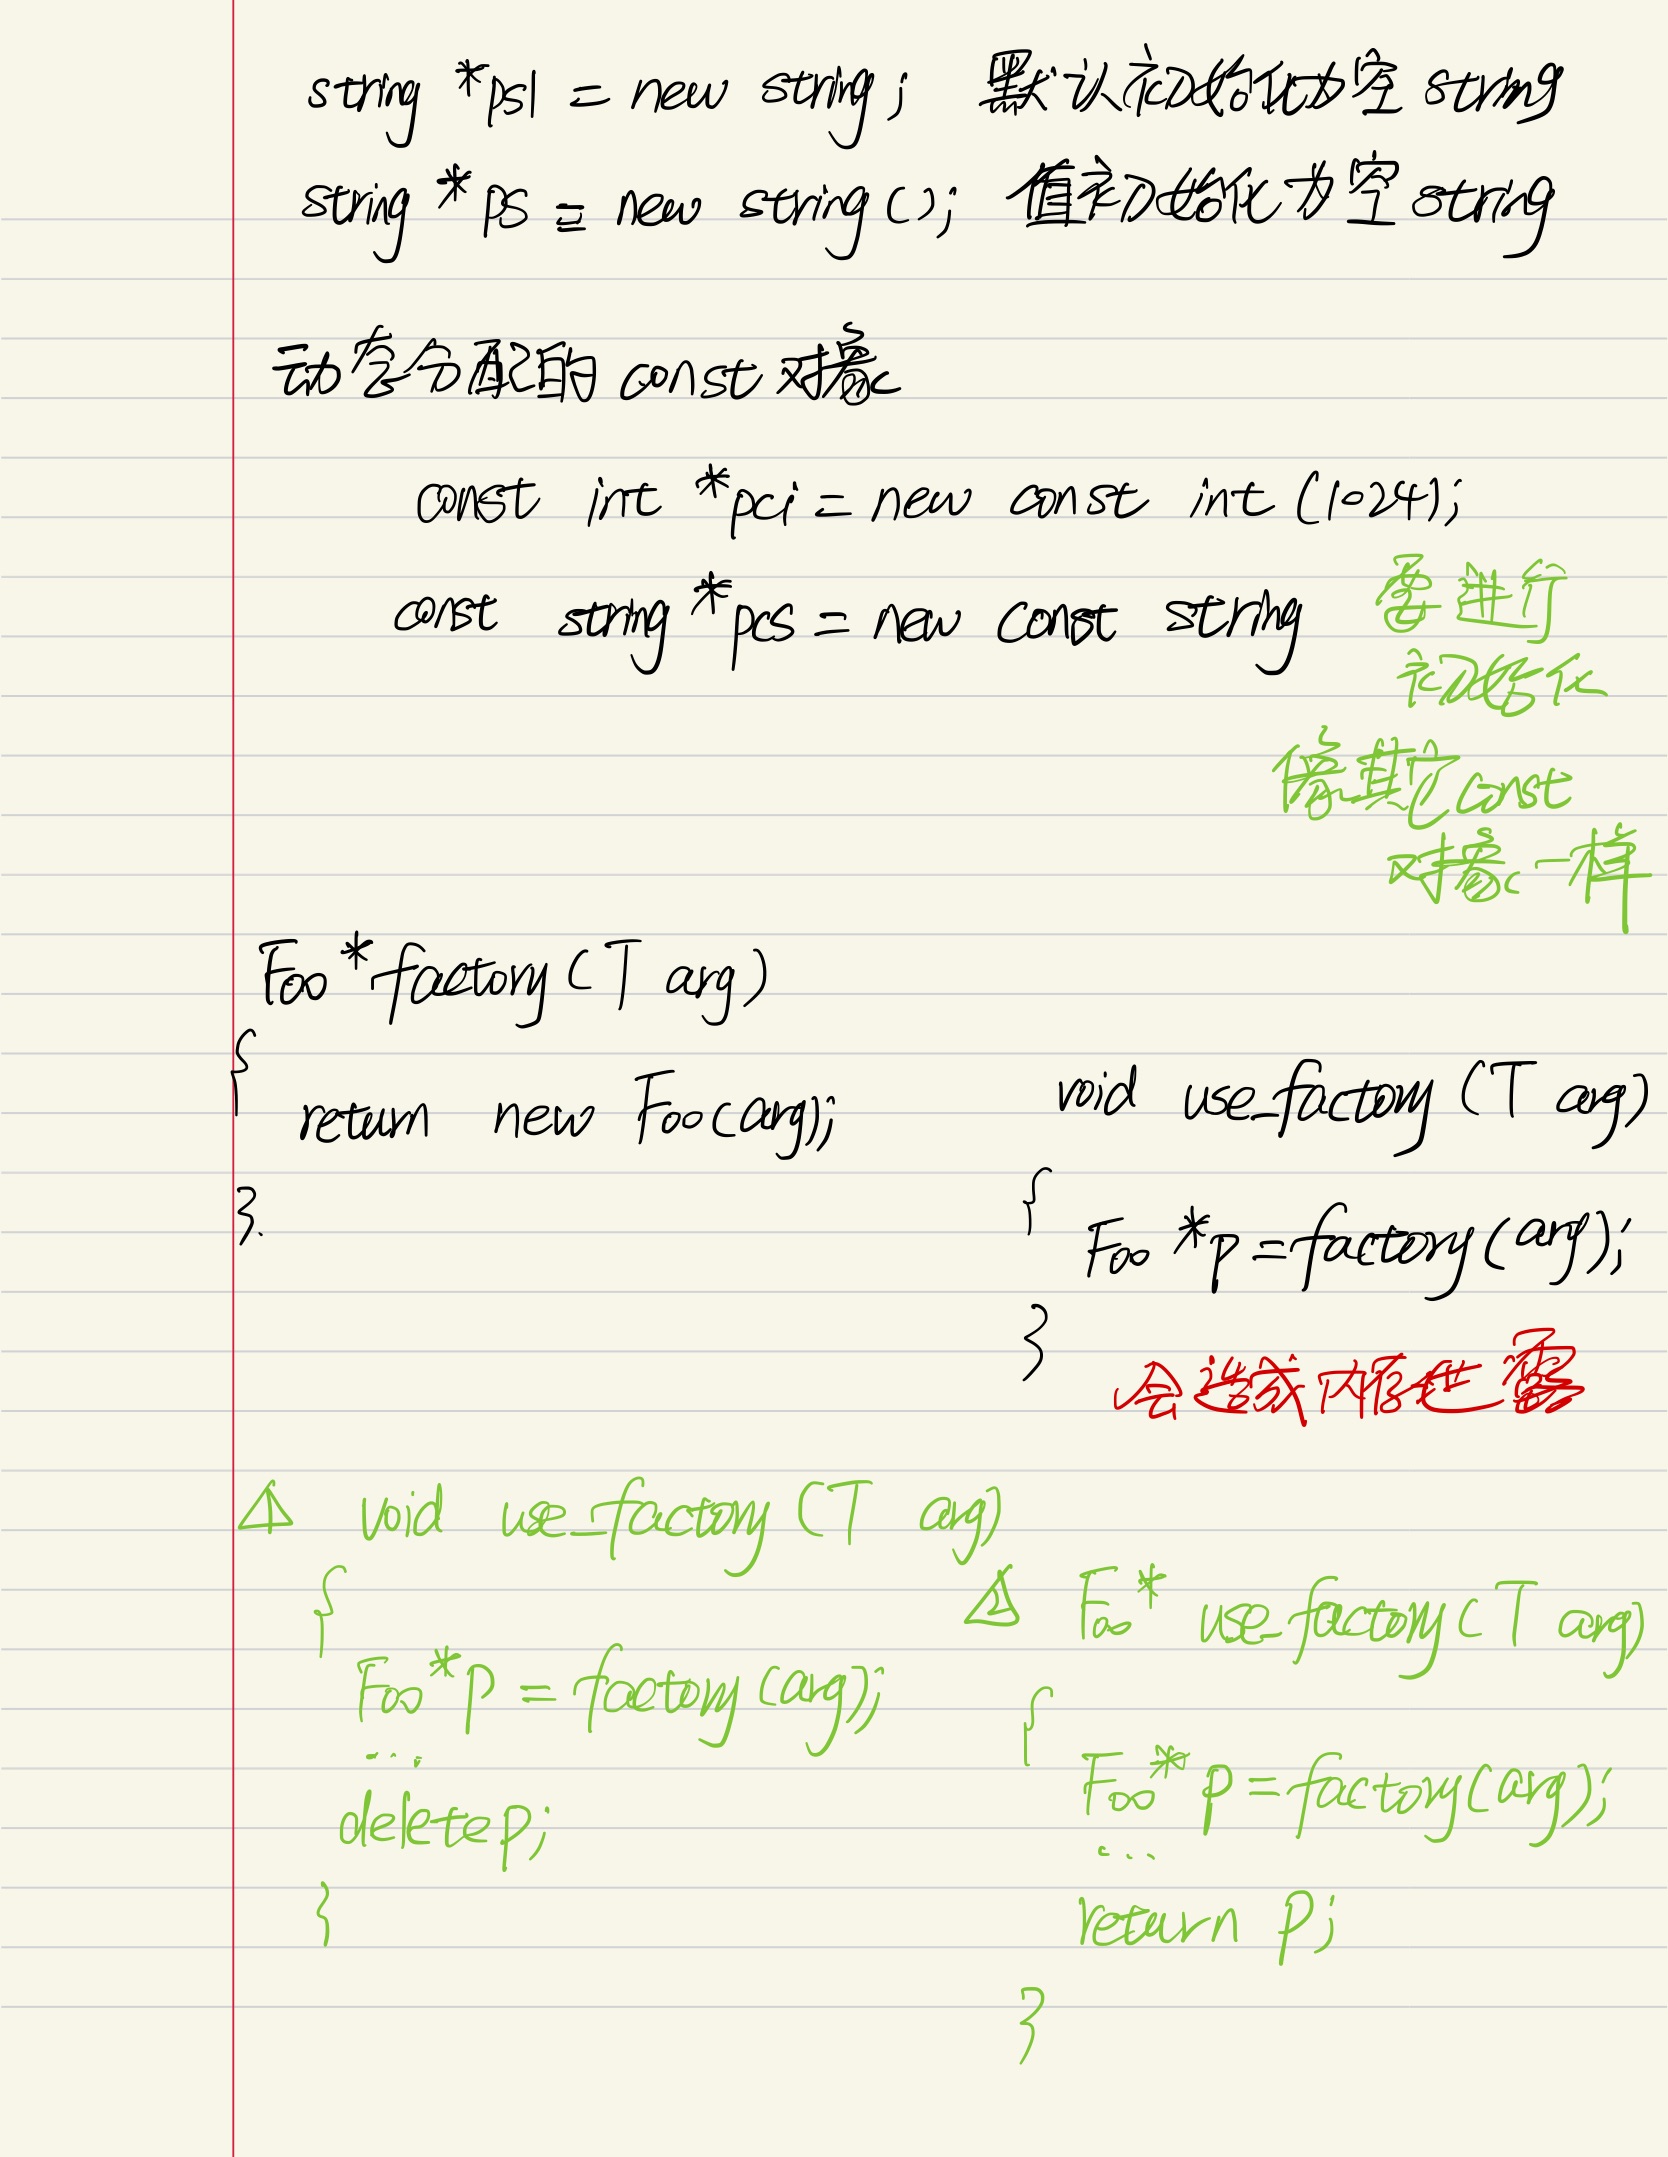 string *ps1 = new string; 默认初始化为空 string
string *ps = new string(); 值初始化为空 string
动态分配的 const 对象
const int *pci = new const int (1024);
const string *pcs = new const string
要进行
初始化
像其它 const
对象一样
Foo *factory(T arg)
{
return new Foo(arg);
}.
void use_factory (T arg)
{
Foo *p = factory(arg);
}
会造成内存泄露
△1 void use_factory (T arg)
{
Foo *p = factory(arg);
...
delete p;
}
△2 Foo* use_factory(T arg)
{
Foo* p = factory(arg);
...
return p;
}